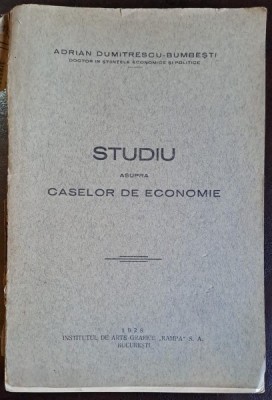 ADRIAN DUMITRESCU-BUMBEȘTI
DOCTOR IN ȘTIINȚELE ECONOMICE ȘI POLITICE
STUDIU
ASUPRA
CASELOR DE ECONOMIE
INSTITUTUL DE ARTE GRAFICE „RAMPA” S. A.
BUCUREȘTI